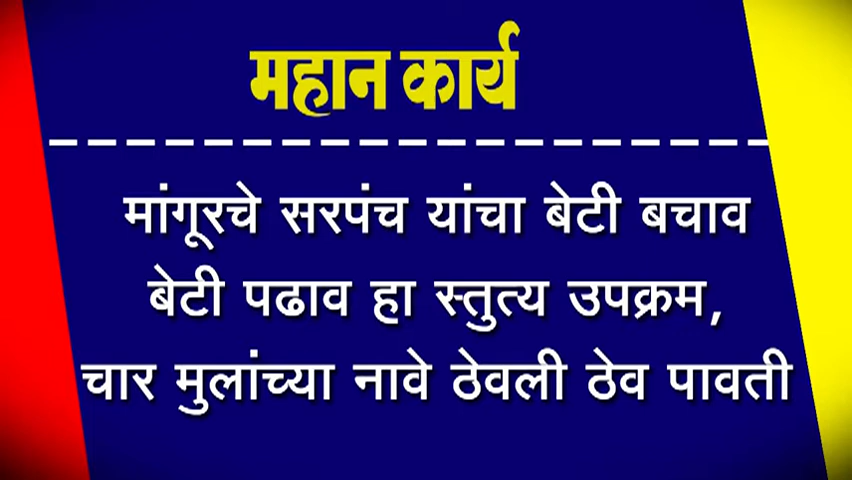 महान कार्य
मांगूरचे सरपंच यांचा बेटी बचाव
बेटी पढाव हा स्तुत्य उपक्रम,
चार मुलांच्या नावे ठेवली ठेव पावती